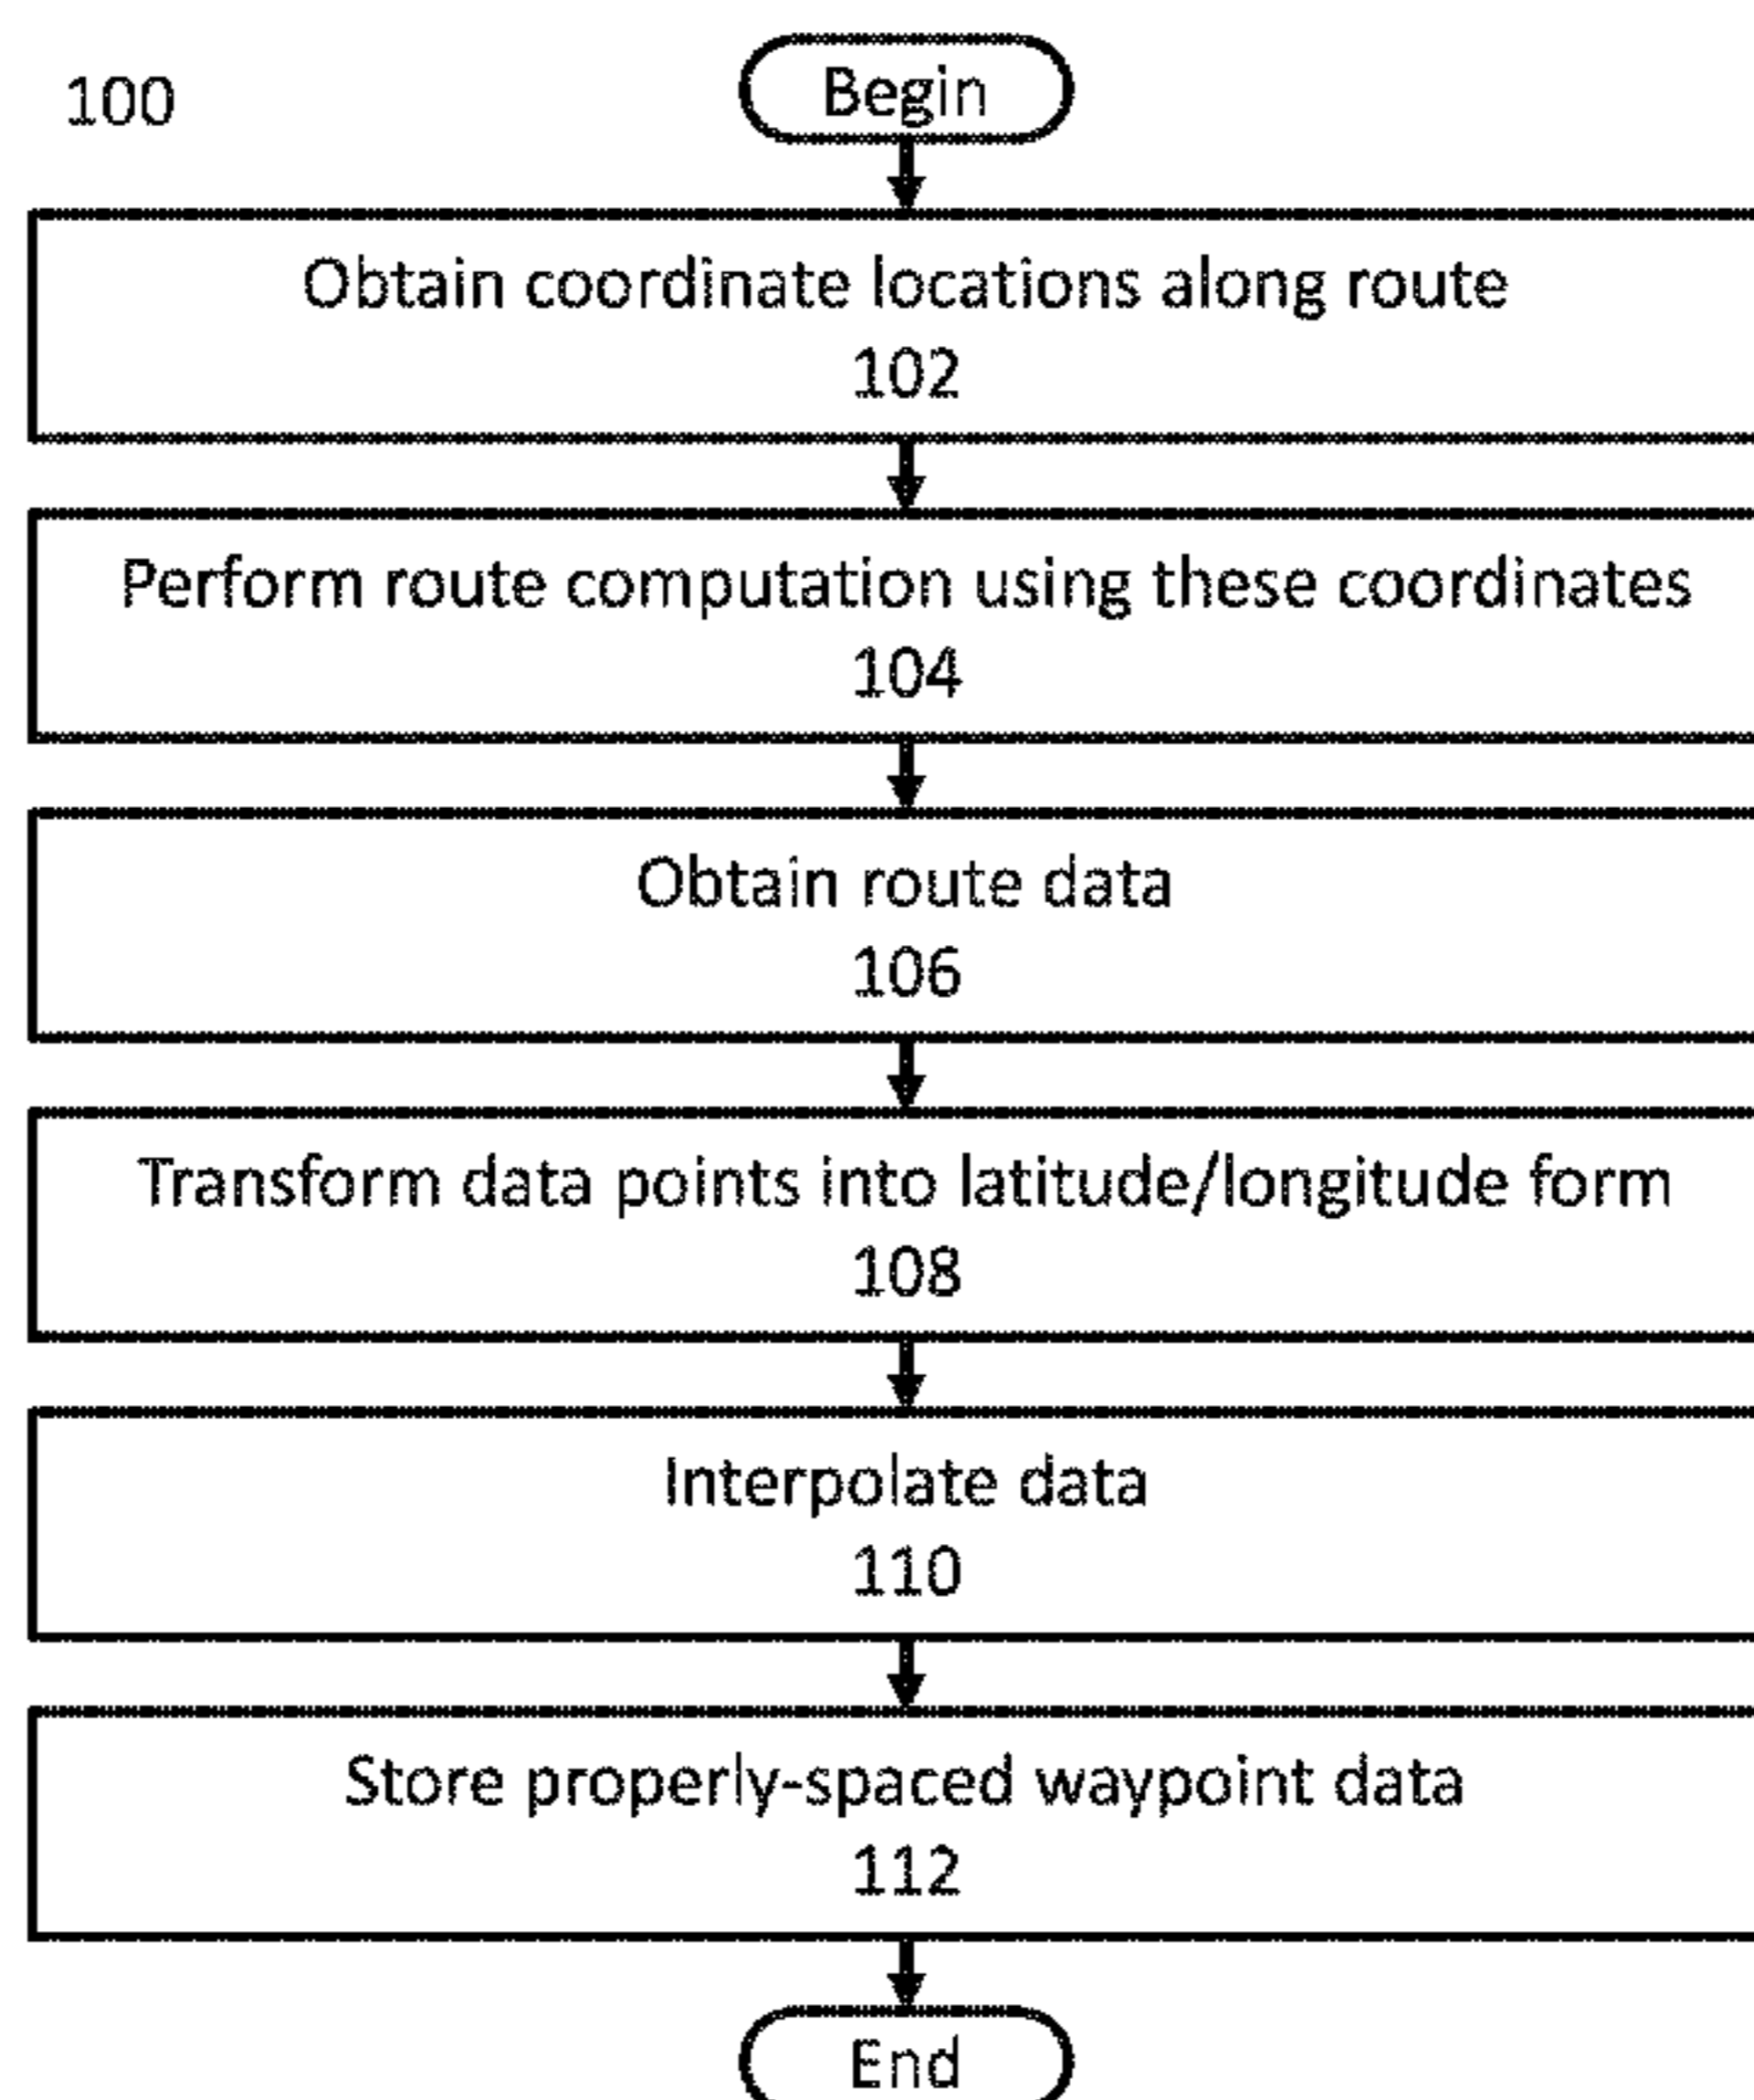 100
Begin
Obtain coordinate locations along route
102
Perform route computation using these coordinates
104
Obtain route data
106
Transform data points into latitude/longitude form
108
Interpolate data
110
Store properly-spaced waypoint data
112
End